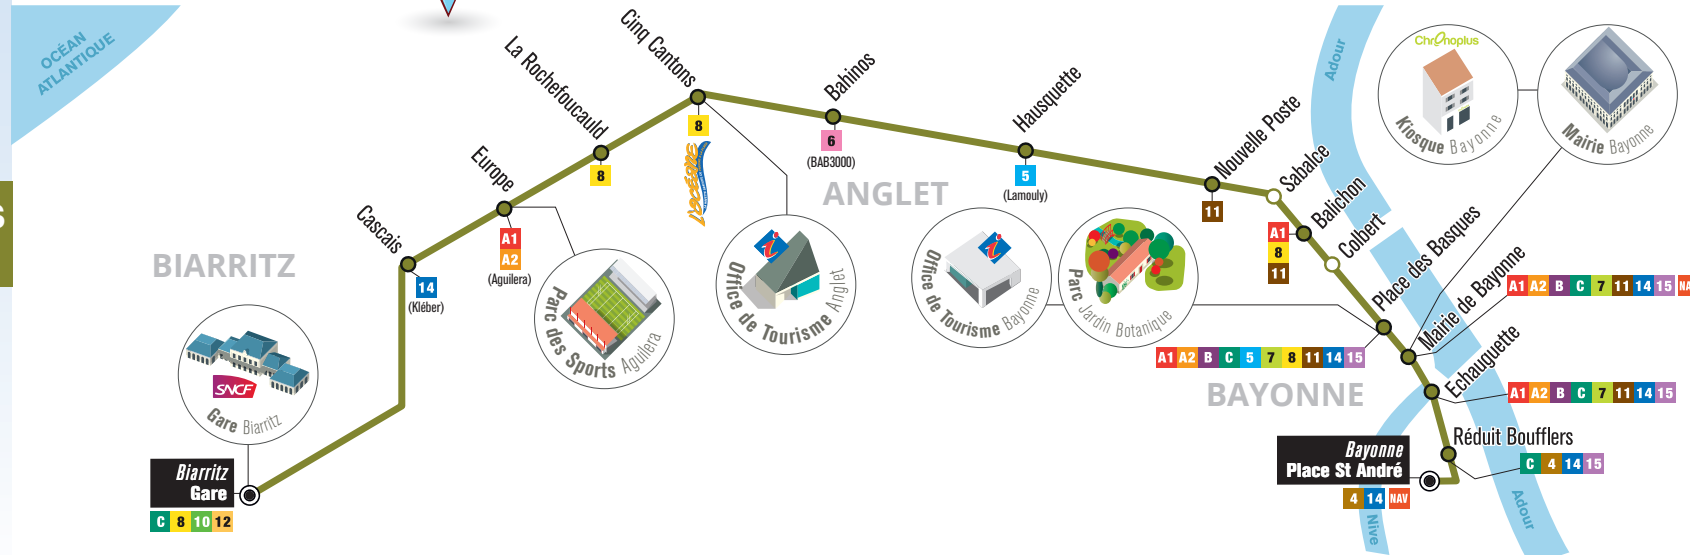 S
OCÉAN
ATLANTIQUE
BIARRITZ
ANGLET
BAYONNE
Gare Biarritz
SNCF
Biarritz
Gare
C 8 10 12
Cascais
14
(Kléber)
Europe
A1
A2
(Aguilera)
Parc des Sports Aguilera
La Rochefoucauld
8
Cinq Cantons
8
Office de Tourisme Anglet
Bahinos
6
(BAB3000)
Hausquette
5
(Lamouly)
Office de Tourisme Bayonne
Parc Jardin Botanique
Nouvelle Poste
11
Sabalce
Balichon
A1
8
11
Colbert
Place des Basques
A1 A2 B C 5 7 8 11 14 15
Mairie de Bayonne
A1 A2 B C 7 11 14 15 NA
Echauguette
A1 A2 B C 7 11 14 15
Réduit Boufflers
C 4 14 15
Bayonne
Place St André
4 14 NAV
Chronoplus
Kiosque Bayonne
Mairie Bayonne
Adour
Adour
Nive